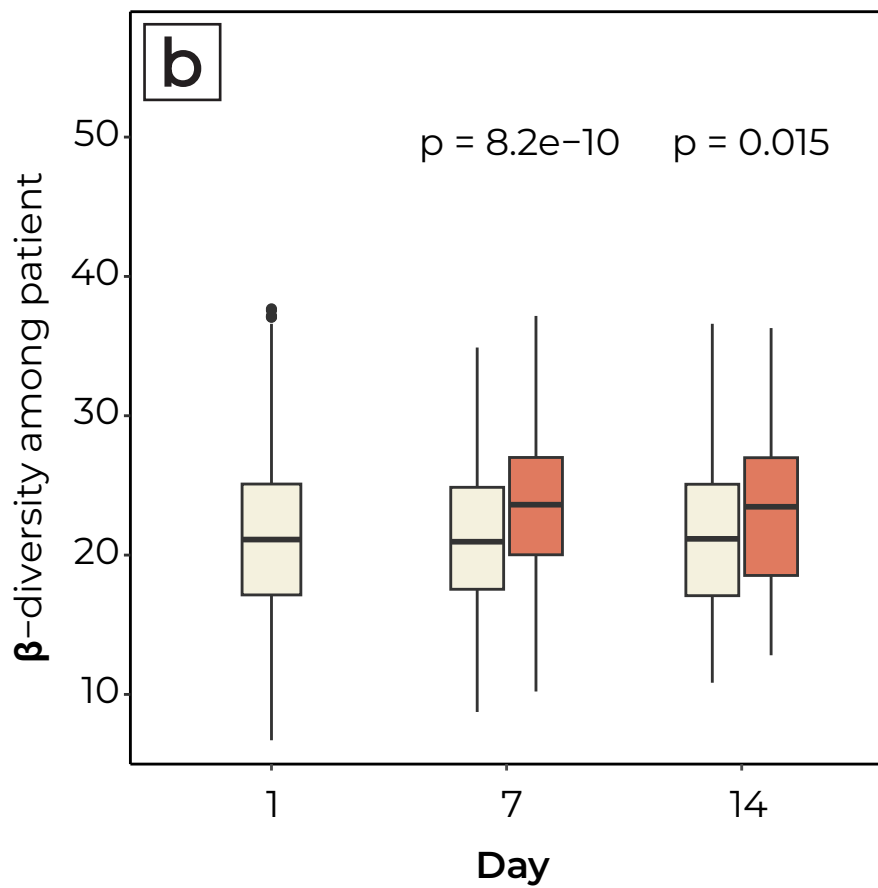 b
β-diversity among patient
50
40
30
20
10
p = 8.2e-10
p = 0.015
1
7
14
Day